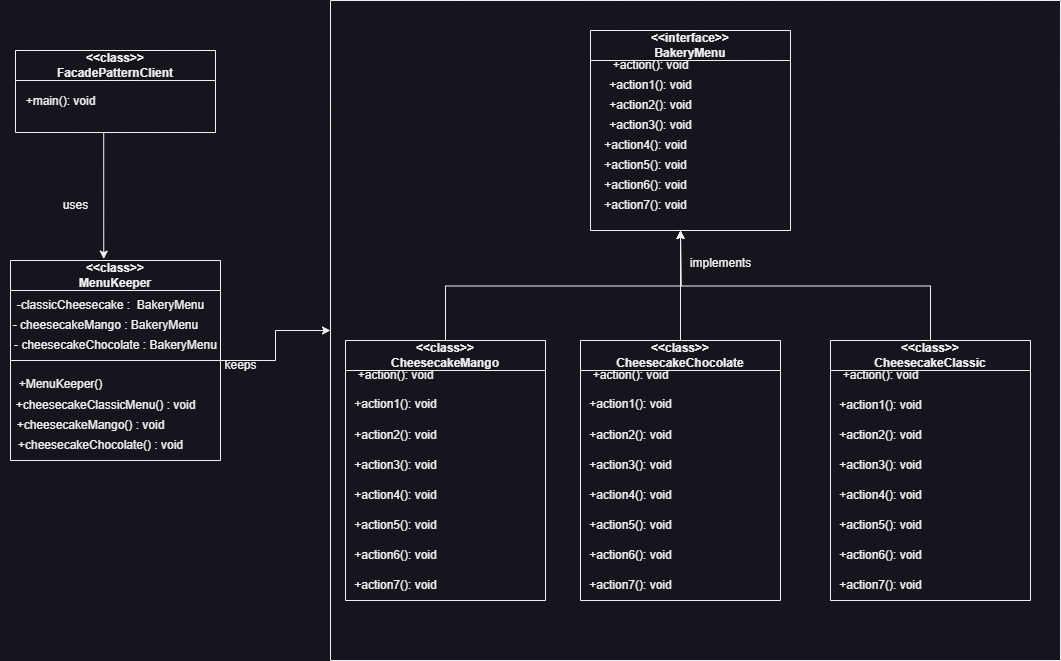 <<class>>
FacadePatternClient
+main(): void
uses
<<class>>
MenuKeeper
-classicCheesecake : BakeryMenu
- cheesecakeMango : BakeryMenu
- cheesecakeChocolate : BakeryMenu
+MenuKeeper()
+cheesecakeClassicMenu() : void
+cheesecakeMango() : void
+cheesecakeChocolate() : void
keeps
<<interface>>
BakeryMenu
+action(): void
+action1(): void
+action2(): void
+action3(): void
+action4(): void
+action5(): void
+action6(): void
+action7(): void
implements
<<class>>
CheesecakeMango
+action(): void
+action1(): void
+action2(): void
+action3(): void
+action4(): void
+action5(): void
+action6(): void
+action7(): void
<<class>>
CheesecakeChocolate
+action(): void
+action1(): void
+action2(): void
+action3(): void
+action4(): void
+action5(): void
+action6(): void
+action7(): void
<<class>>
CheesecakeClassic
+action(): void
+action1(): void
+action2(): void
+action3(): void
+action4(): void
+action5(): void
+action6(): void
+action7(): void